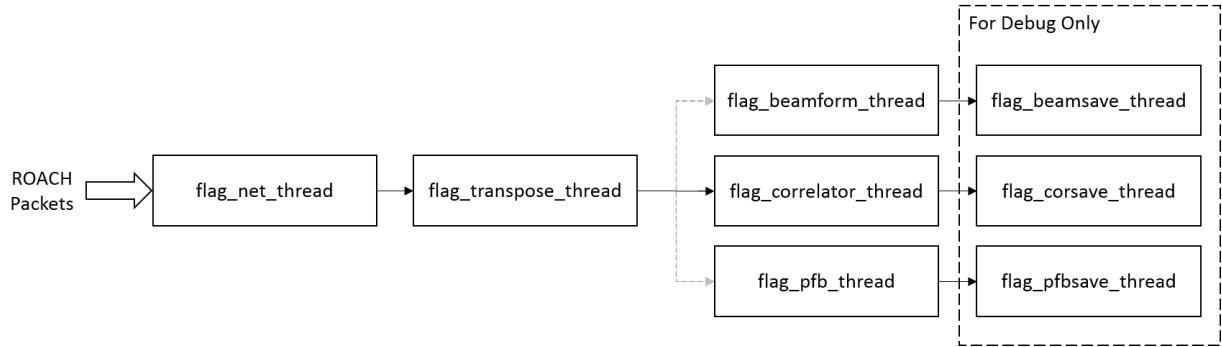 For Debug Only
flag_beamform_thread
flag_beamsave_thread
ROACH
Packets
flag_net_thread
flag_transpose_thread
flag_correlator_thread
flag_corsave_thread
flag_pfb_thread
flag_pfbsave_thread